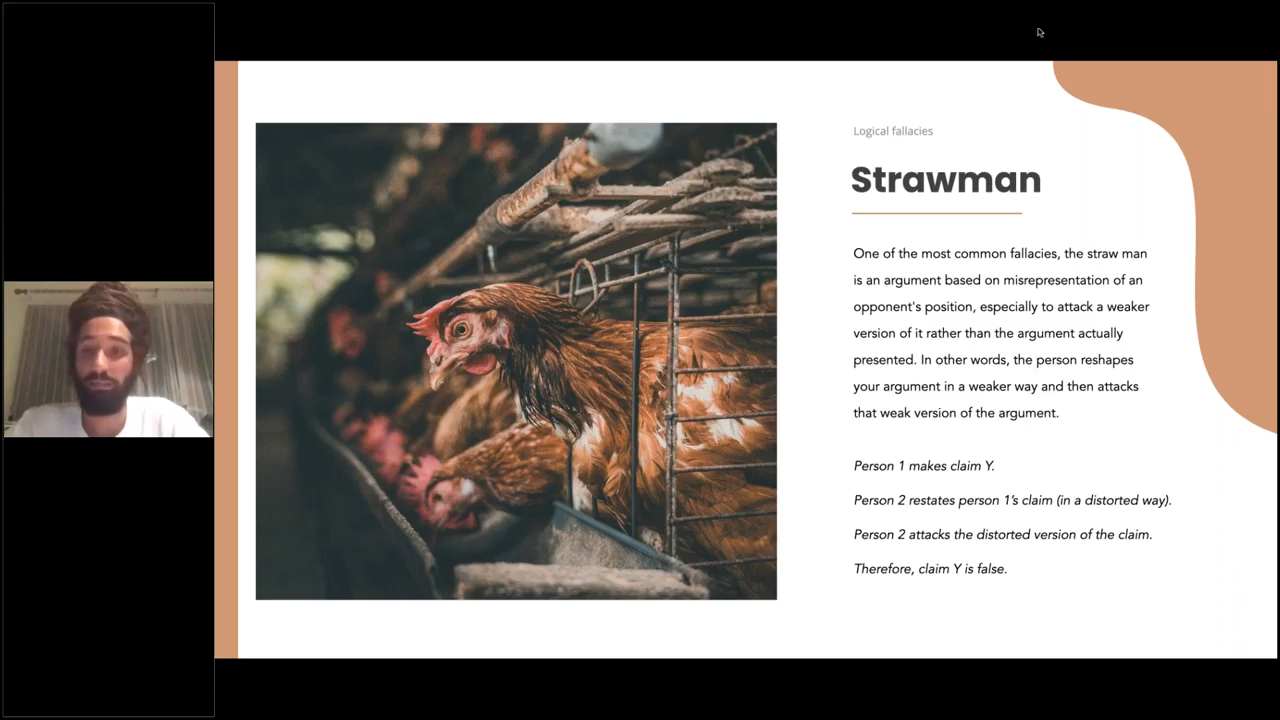 Logical fallacies
Strawman
One of the most common fallacies, the straw man
is an argument based on misrepresentation of an
opponent's position, especially to attack a weaker
version of it rather than the argument actually
presented. In other words, the person reshapes
your argument in a weaker way and then attacks
that weak version of the argument.
Person 1 makes claim Y.
Person 2 restates person 1’s claim (in a distorted way).
Person 2 attacks the distorted version of the claim.
Therefore, claim Y is false.